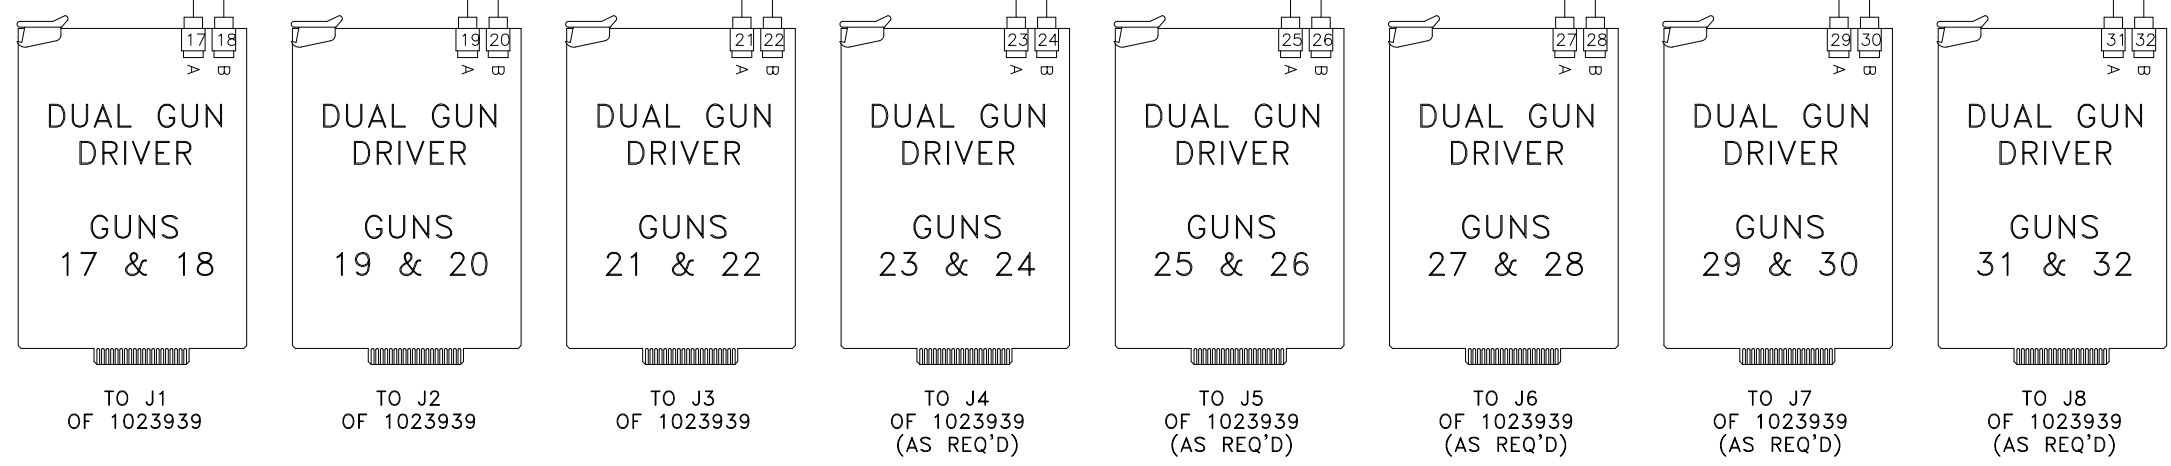 17 18
A B
DUAL GUN
DRIVER
GUNS
17 & 18
TO J1
OF 1023939
19 20
A B
DUAL GUN
DRIVER
GUNS
19 & 20
TO J2
OF 1023939
21 22
A B
DUAL GUN
DRIVER
GUNS
21 & 22
TO J3
OF 1023939
23 24
A B
DUAL GUN
DRIVER
GUNS
23 & 24
TO J4
OF 1023939
(AS REQ'D)
25 26
A B
DUAL GUN
DRIVER
GUNS
25 & 26
TO J5
OF 1023939
(AS REQ'D)
27 28
A B
DUAL GUN
DRIVER
GUNS
27 & 28
TO J6
OF 1023939
(AS REQ'D)
29 30
A B
DUAL GUN
DRIVER
GUNS
29 & 30
TO J7
OF 1023939
(AS REQ'D)
31 32
A B
DUAL GUN
DRIVER
GUNS
31 & 32
TO J8
OF 1023939
(AS REQ'D)